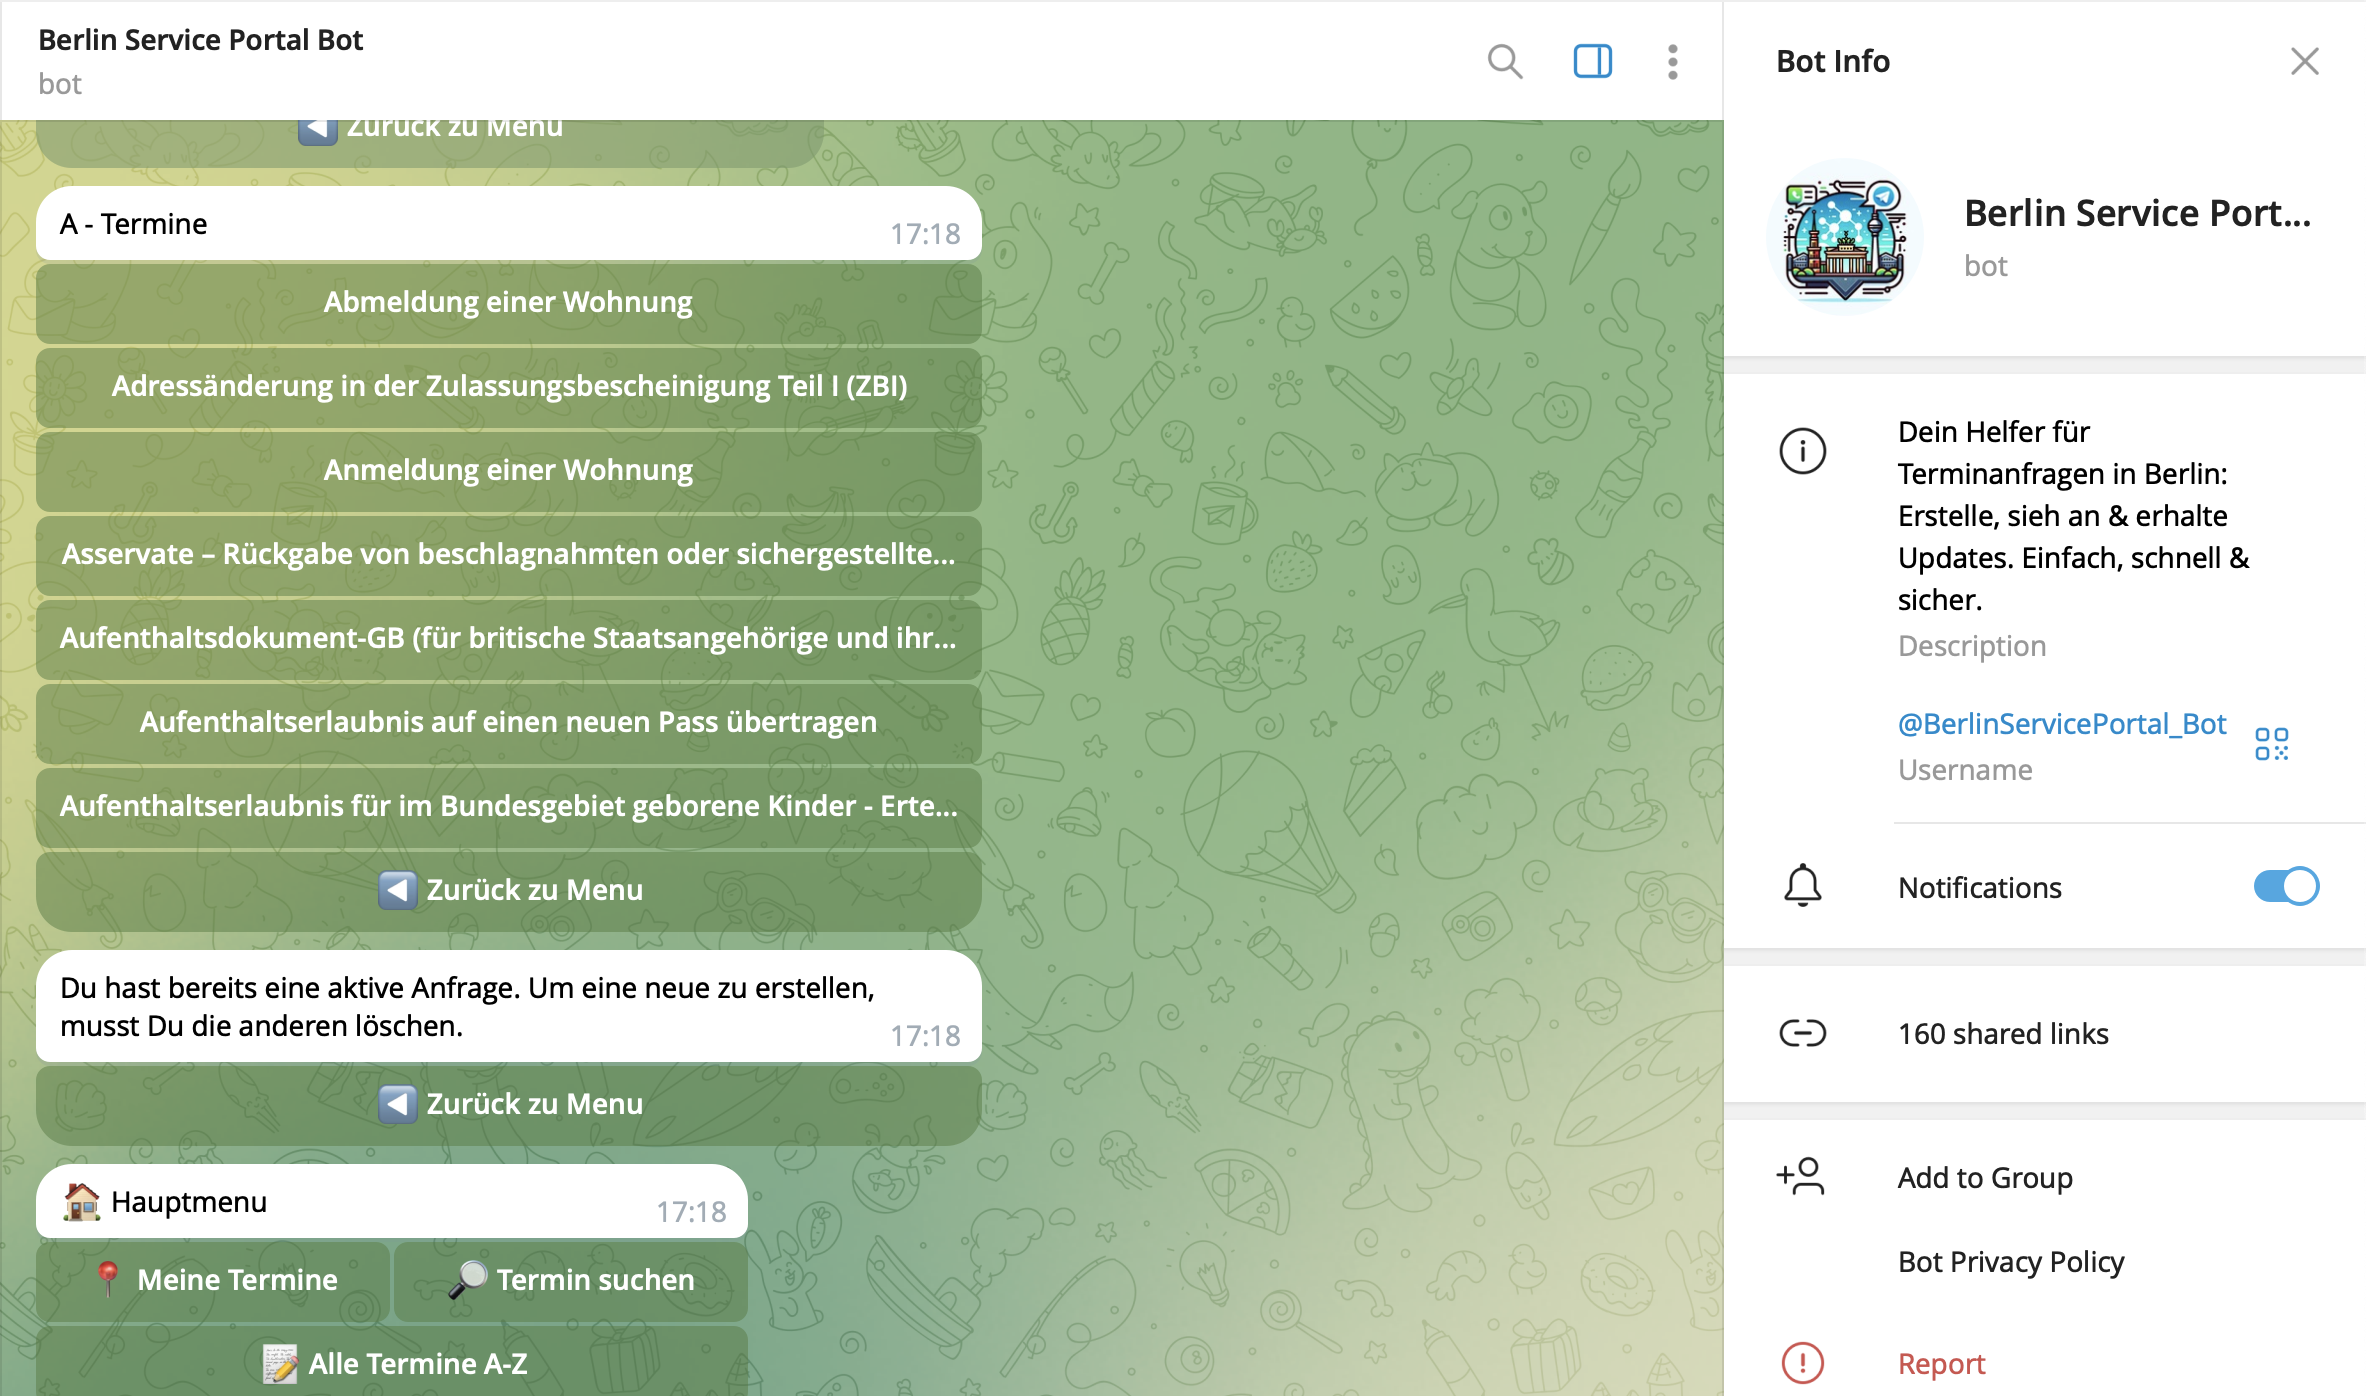 Berlin Service Portal Bot
bot
Zurück zu Menu
A - Termine
17:18
Abmeldung einer Wohnung
Adressänderung in der Zulassungsbescheinigung Teil I (ZBI)
Anmeldung einer Wohnung
Asservate – Rückgabe von beschlagnahmten oder sichergestellte...
Aufenthaltsdokument-GB (für britische Staatsangehörige und ihr...
Aufenthaltserlaubnis auf einen neuen Pass übertragen
Aufenthaltserlaubnis für im Bundesgebiet geborene Kinder - Erte...
Zurück zu Menu
Du hast bereits eine aktive Anfrage. Um eine neue zu erstellen,
musst Du die anderen löschen.
17:18
Zurück zu Menu
Hauptmenu
17:18
Meine Termine
Termin suchen
Alle Termine A-Z
Bot Info
Berlin Service Port...
bot
Dein Helfer für
Terminanfragen in Berlin:
Erstelle, sieh an & erhalte
Updates. Einfach, schnell &
sicher.
Description
@BerlinServicePortal_Bot
Username
Notifications
160 shared links
Add to Group
Bot Privacy Policy
Report